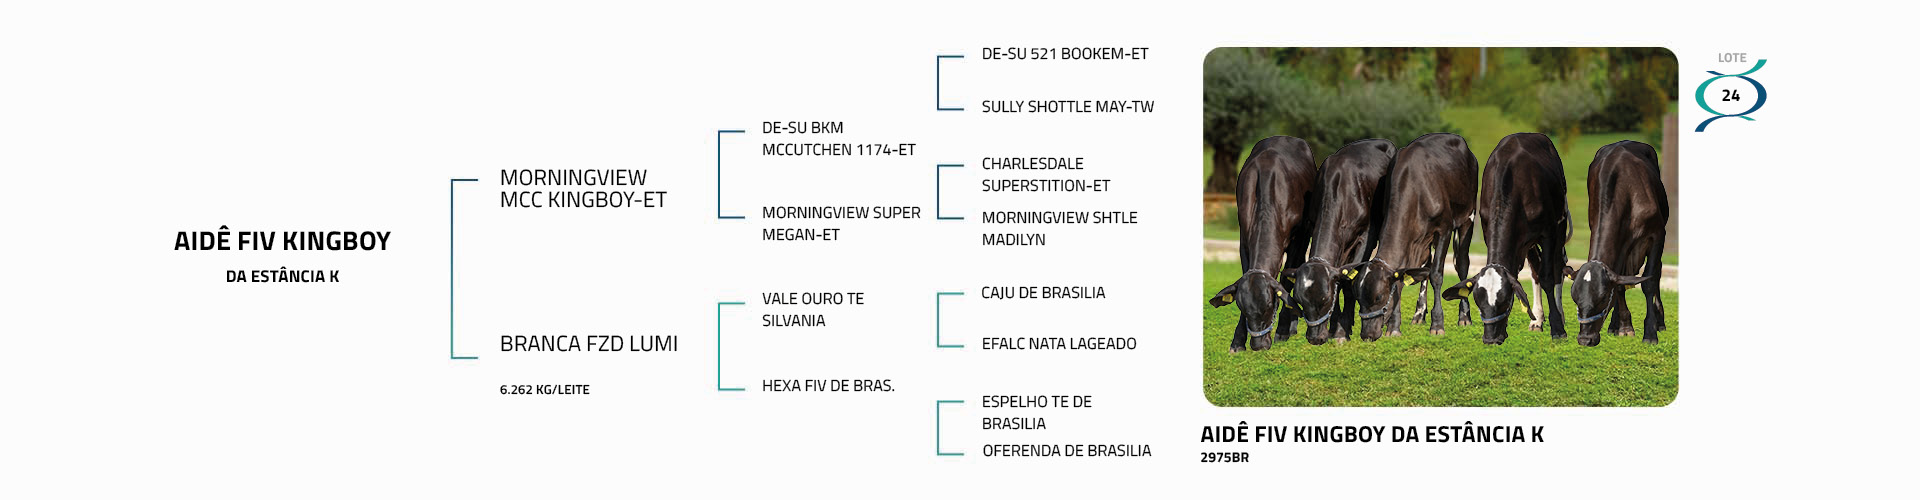 AIDÊ FIV KINGBOY
DA ESTÂNCIA K
MORNINGVIEW
MCC KINGBOY-ET
BRANCA FZD LUMI
6.262 KG/LEITE
DE-SU BKM
MCCUTCHEN 1174-ET
MORNINGVIEW SUPER
MEGAN-ET
VALE OURO TE
SILVANIA
HEXA FIV DE BRAS.
DE-SU 521 BOOKEM-ET
SULLY SHOTTLE MAY-TW
CHARLESDALE
SUPERSTITION-ET
MORNINGVIEW SHTLE
MADILYN
CAJU DE BRASILIA
EFALC NATA LAGEADO
ESPELHO TE DE
BRASILIA
OFERENDA DE BRASILIA
LOTE
24
AIDÊ FIV KINGBOY DA ESTÂNCIA K
2975BR